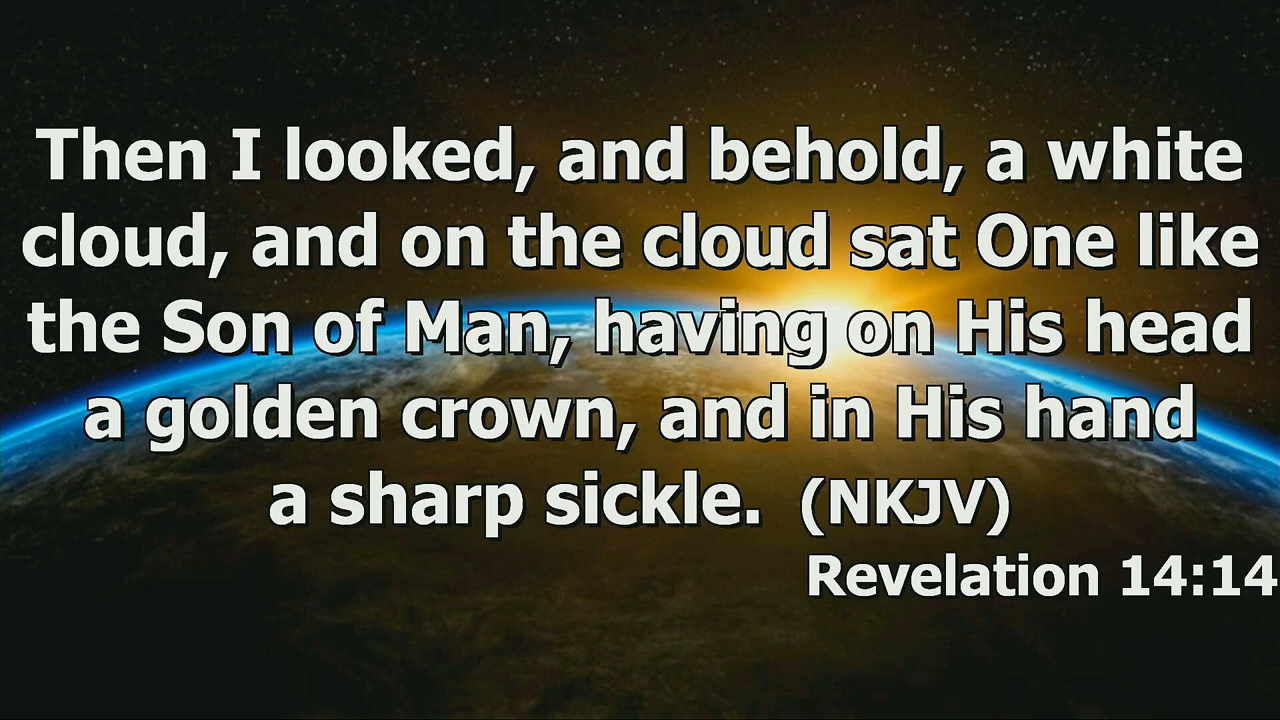 Then I looked, and behold, a white
cloud, and on the cloud sat One like
the Son of Man, having on His head
a golden crown, and in His hand
a sharp sickle.  (NKJV)
Revelation 14:14